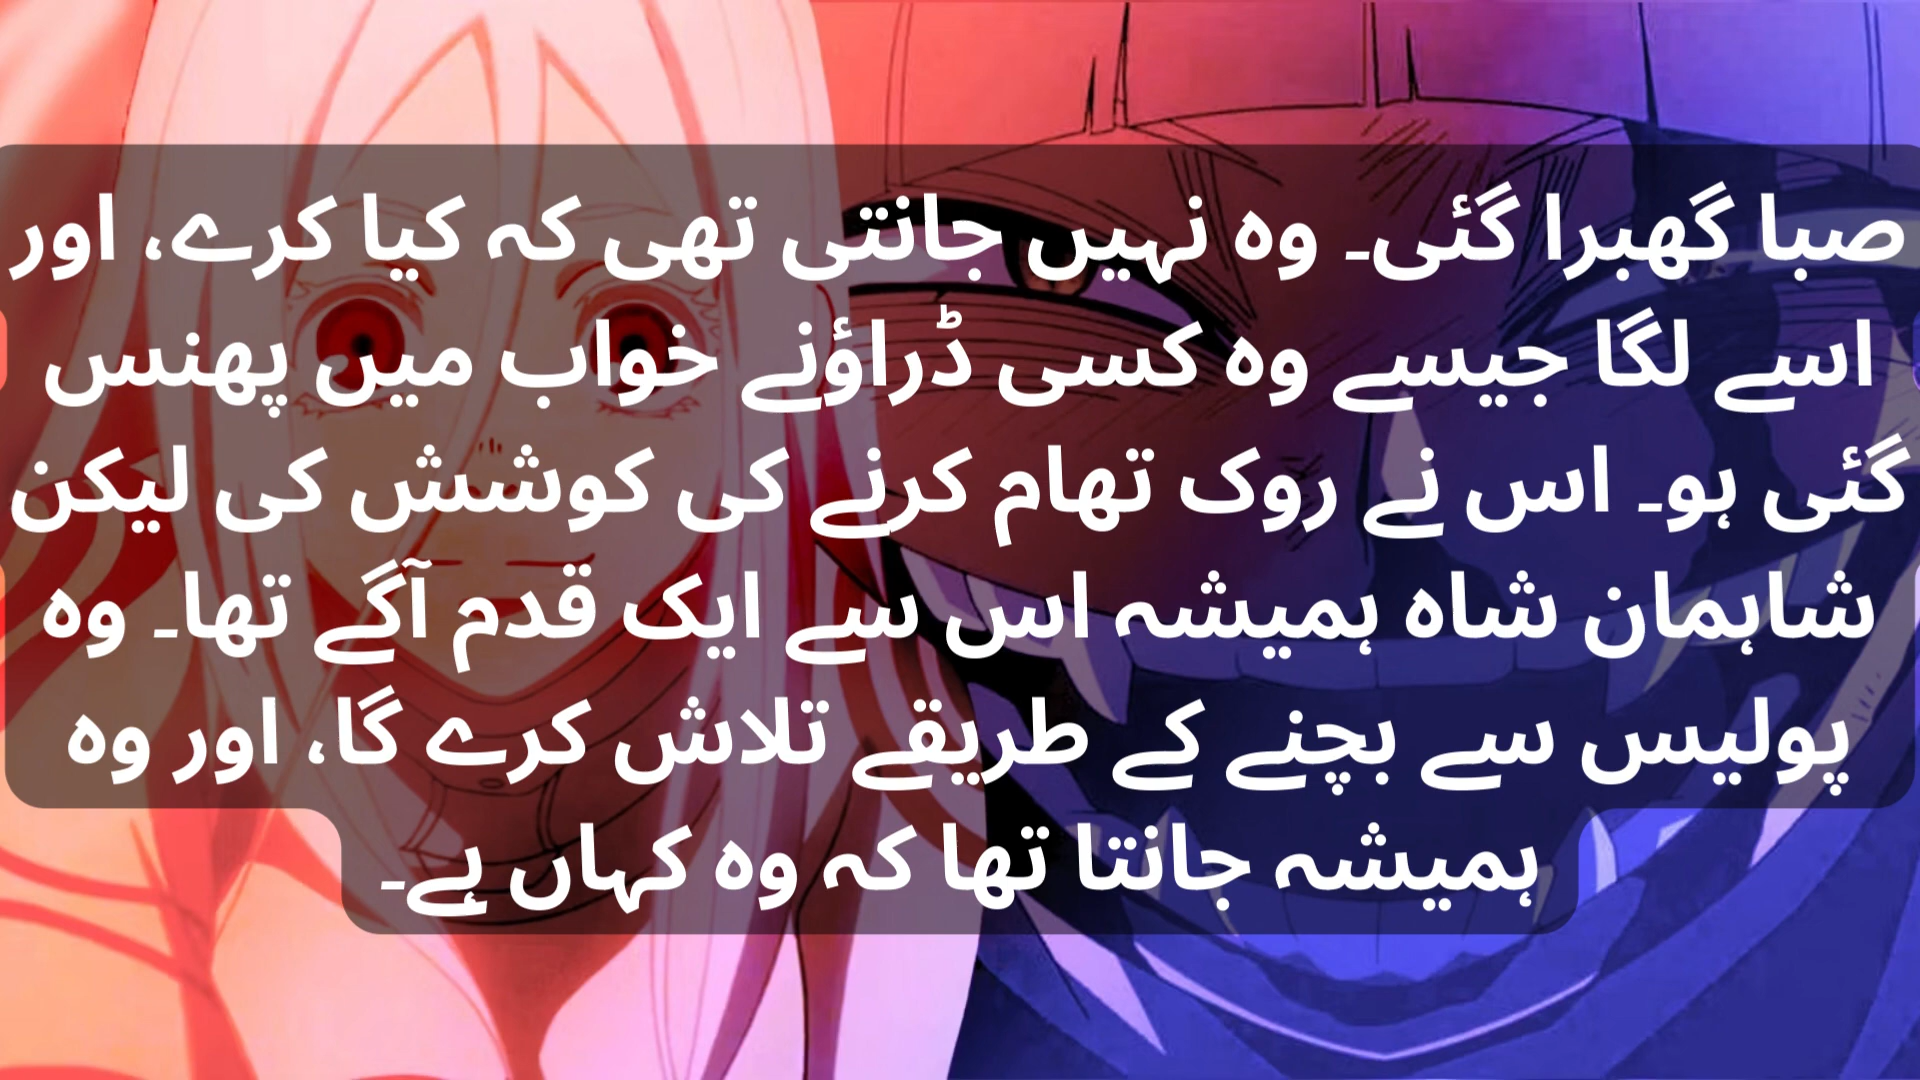 صبا گھبرا گئی۔ وہ نہیں جانتی تھی کہ کیا کرے، اور
اسے لگا جیسے وہ کسی ڈراؤنے خواب میں پھنس
گئی ہو۔ اس نے روک تھام کرنے کی کوشش کی لیکن
شاہمان شاہ ہمیشہ اس سے ایک قدم آگے تھا۔ وہ
پولیس سے بچنے کے طریقے تلاش کرے گا، اور وہ
ہمیشہ جانتا تھا کہ وہ کہاں ہے۔